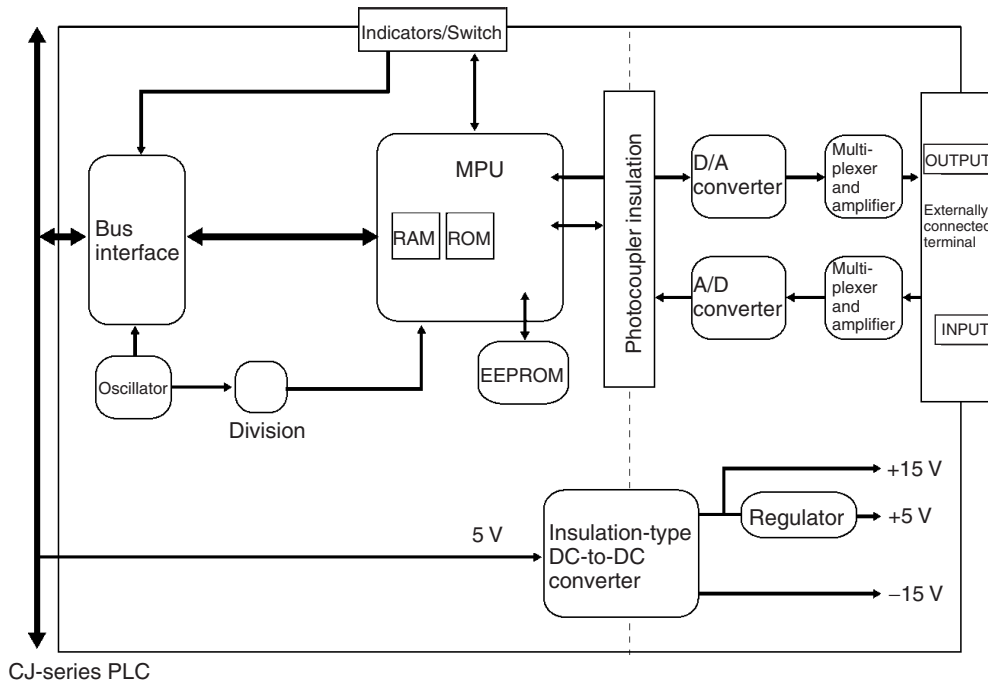 Indicators/Switch
Bus
interface
MPU
RAM
ROM
EEPROM
Oscillator
Division
Photocoupler insulation
D/A
converter
Multi-
plexer
and
amplifier
OUTPUT
Externally
connected
terminal
A/D
converter
Multi-
plexer
and
amplifier
INPUT
5 V
Insulation-type
DC-to-DC
converter
+15 V
Regulator
+5 V
−15 V
CJ-series PLC